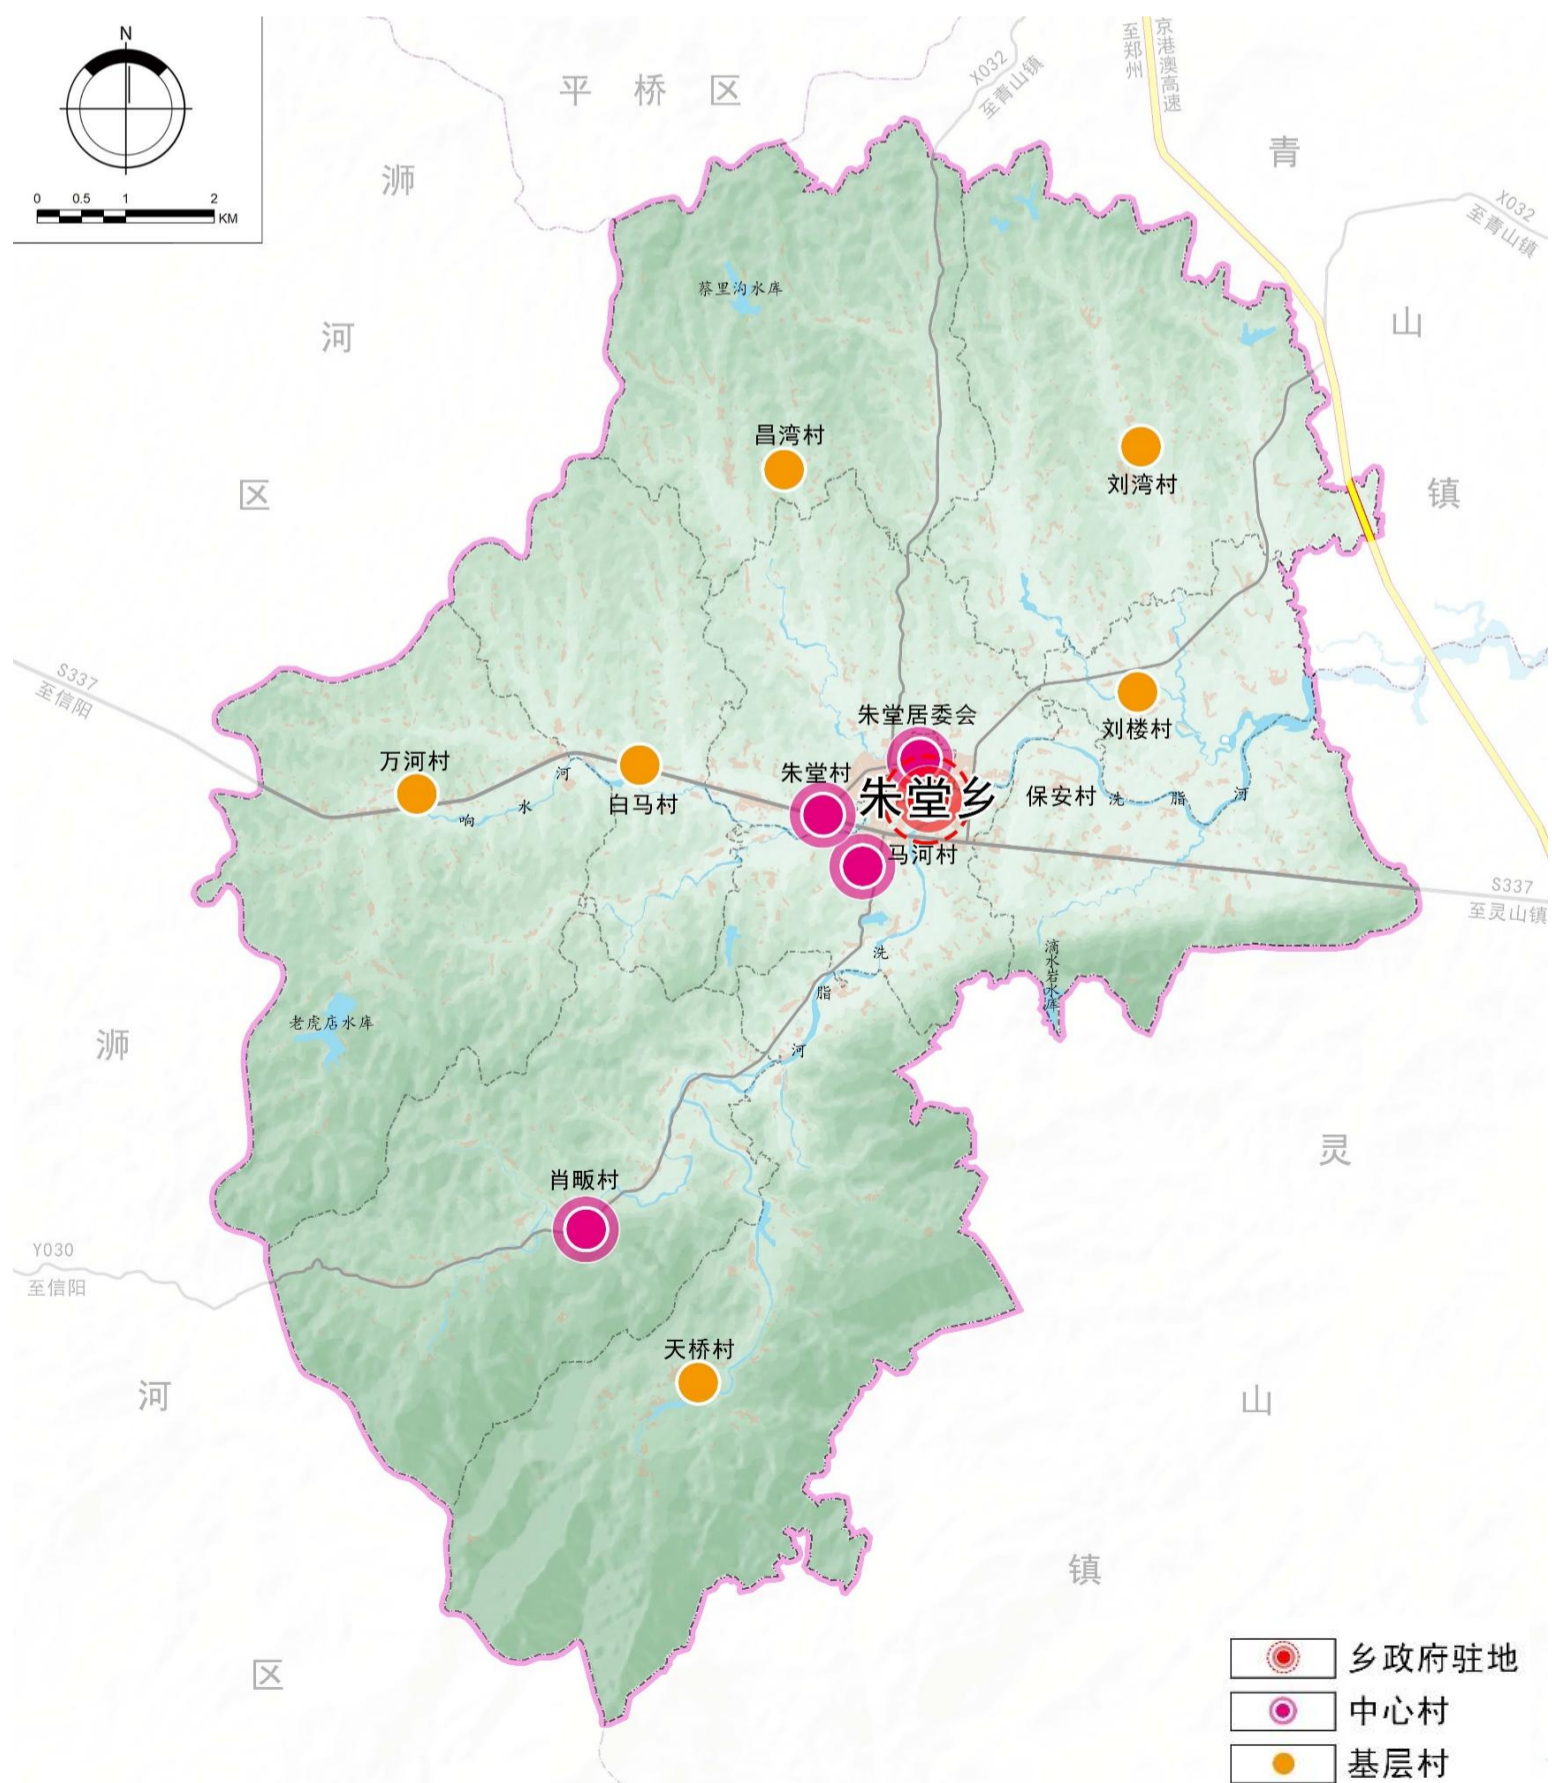 N
0 0.5 1 2
KM
平桥区
X032
至青山镇
至郑州
京港澳高速
浉
河
区
青
山
镇
X032
至青山镇
蔡里沟水库
昌湾村
刘湾村
S337
至信阳
万河村
响水河
白马村
朱堂村
朱堂居委会
朱堂乡
马河村
保安村
刘楼村
洗脂河
S337
至灵山镇
滴水岩水库
洗
脂
河
老虎店水库
浉
河
区
肖畈村
Y030
至信阳
天桥村
灵
山
镇
乡政府驻地
中心村
基层村